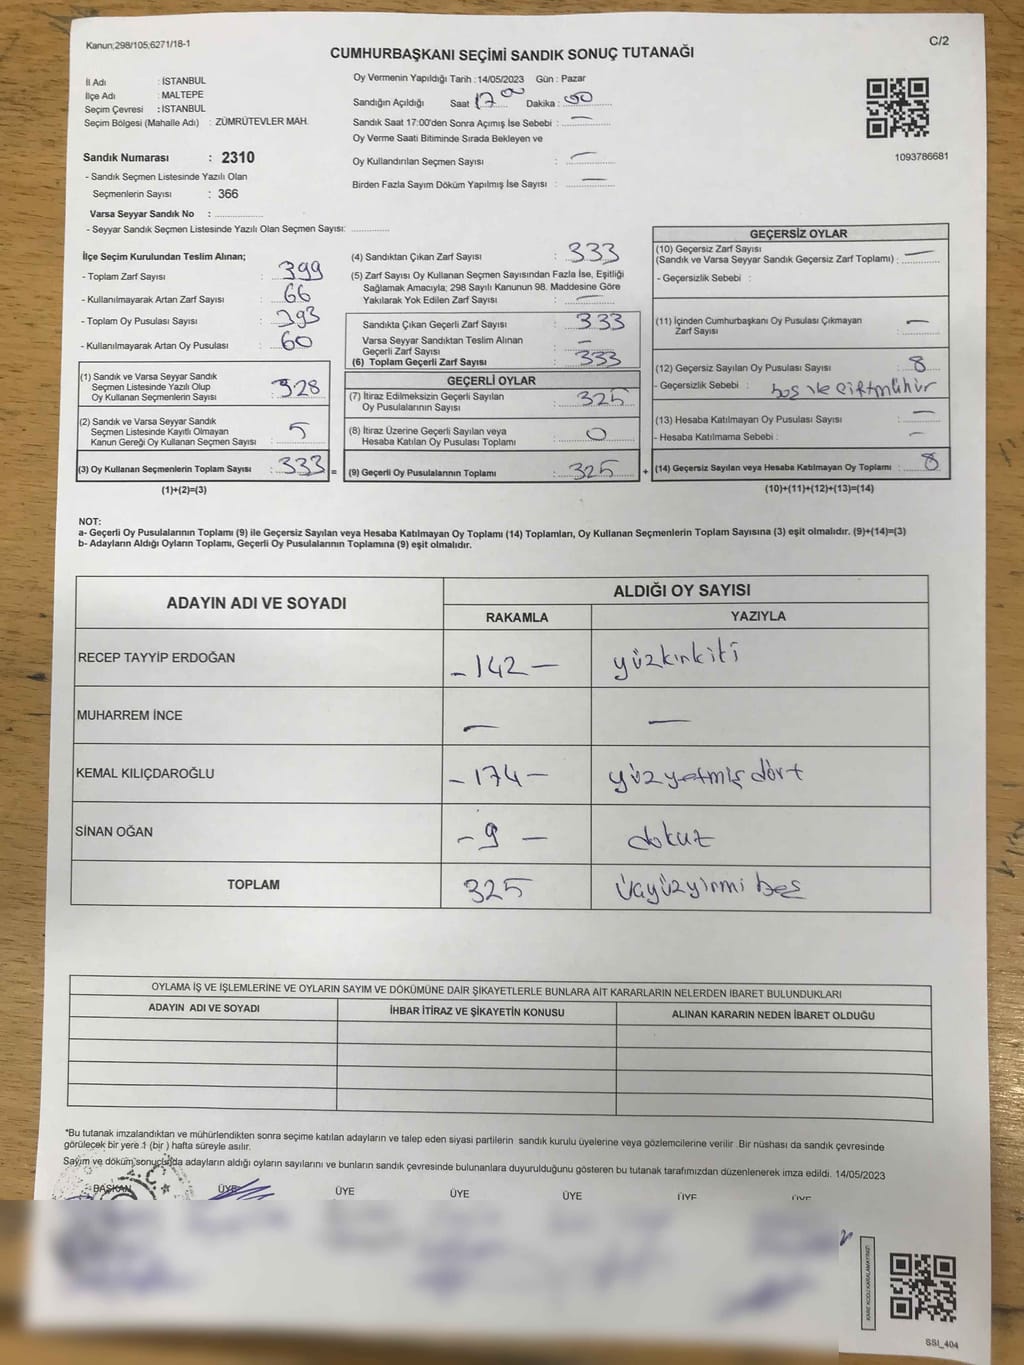 Kanun;298/105;6271/18-1
C/2
CUMHURBAŞKANI SEÇİMİ SANDIK SONUÇ TUTANAĞI
İl Adı : İSTANBUL
İlçe Adı : MALTEPE
Seçim Çevresi : İSTANBUL
Seçim Bölgesi (Mahalle Adı) : ZÜMRÜTEVLER MAH.
Sandık Numarası : 2310
- Sandık Seçmen Listesinde Yazılı Olan
Seçmenlerin Sayısı : 366
Varsa Seyyar Sandık No : ...............
- Seyyar Sandık Seçmen Listesinde Yazılı Olan Seçmen Sayısı: ............
Oy Vermenin Yapıldığı Tarih : 14/05/2023 Gün : Pazar
Sandığın Açıldığı Saat 17.00 Dakika : 00
Sandık Saat 17:00'den Sonra Açımış İse Sebebi : —
Oy Verme Saati Bitiminde Sırada Bekleyen ve
Oy Kullandırılan Seçmen Sayısı : —
Birden Fazla Sayım Döküm Yapılmış İse Sayısı : —
1093786681
İlçe Seçim Kurulundan Teslim Alınan;
- Toplam Zarf Sayısı : 399
- Kullanılmayarak Artan Zarf Sayısı : 66
- Toplam Oy Pusulası Sayısı : 393
- Kullanılmayarak Artan Oy Pusulası : 60
(1) Sandık ve Varsa Seyyar Sandık
Seçmen Listesinde Yazılı Olup
Oy Kullanan Seçmenlerin Sayısı : 328
(2) Sandık ve Varsa Seyyar Sandık
Seçmen Listesinde Kayıtlı Olmayan
Kanun Gereği Oy Kullanan Seçmen Sayısı : 5
(3) Oy Kullanan Seçmenlerin Toplam Sayısı : 333 =
(1)+(2)=(3)
(4) Sandıktan Çıkan Zarf Sayısı : 333
(5) Zarf Sayısı Oy Kullanan Seçmen Sayısından Fazla İse, Eşitliği
Sağlamak Amacıyla; 298 Sayılı Kanunun 98. Maddesine Göre
Yakılarak Yok Edilen Zarf Sayısı : —
Sandıkta Çıkan Geçerli Zarf Sayısı : 333
Varsa Seyyar Sandıktan Teslim Alınan
Geçerli Zarf Sayısı : —
(6) Toplam Geçerli Zarf Sayısı : 333
GEÇERLİ OYLAR
(7) İtiraz Edilmeksizin Geçerli Sayılan
Oy Pusulalarının Sayısı : 325
(8) İtiraz Üzerine Geçerli Sayılan veya
Hesaba Katılan Oy Pusulası Toplamı : 0
(9) Geçerli Oy Pusulalarının Toplamı : 325 +
GEÇERSİZ OYLAR
(10) Geçersiz Zarf Sayısı
(Sandık ve Varsa Seyyar Sandık Geçersiz Zarf Toplamı) : —
- Geçersizlik Sebebi :
(11) İçinden Cumhurbaşkanı Oy Pusulası Çıkmayan
Zarf Sayısı : —
(12) Geçersiz Sayılan Oy Pusulası Sayısı : 8
- Geçersizlik Sebebi : boş ve çiftmühür
(13) Hesaba Katılmayan Oy Pusulası Sayısı : —
- Hesaba Katılmama Sebebi : —
(14) Geçersiz Sayılan veya Hesaba Katılmayan Oy Toplamı : 8
(10)+(11)+(12)+(13)=(14)
NOT:
a- Geçerli Oy Pusulalarının Toplamı (9) ile Geçersiz Sayılan veya Hesaba Katılmayan Oy Toplamı (14) Toplamları, Oy Kullanan Seçmenlerin Toplam Sayısına (3) eşit olmalıdır. (9)+(14)=(3)
b- Adayların Aldığı Oyların Toplamı, Geçerli Oy Pusulalarının Toplamına (9) eşit olmalıdır.
ADAYIN ADI VE SOYADI
ALDIĞI OY SAYISI
RAKAMLA YAZIYLA
RECEP TAYYİP ERDOĞAN - 142 - yüzkırkiki
MUHARREM İNCE — —
KEMAL KILIÇDAROĞLU - 174 - yüzyetmiş dört
SİNAN OĞAN - 9 - dokuz
TOPLAM 325 üçyüzyirmi beş
OYLAMA İŞ VE İŞLEMLERİNE VE OYLARIN SAYIM VE DÖKÜMÜNE DAİR ŞİKAYETLERLE BUNLARA AİT KARARLARIN NELERDEN İBARET BULUNDUKLARI
ADAYIN ADI VE SOYADI İHBAR İTİRAZ VE ŞİKAYETİN KONUSU ALINAN KARARIN NEDEN İBARET OLDUĞU
*Bu tutanak imzalandıktan ve mühürlendikten sonra seçime katılan adayların ve talep eden siyasi partilerin sandık kurulu üyelerine veya gözlemcilerine verilir .Bir nüshası da sandık çevresinde
görülecek bir yere 1 (bir ) hafta süreyle asılır.
Sayım ve döküm sonucunda adayların aldığı oyların sayılarını ve bunların sandık çevresinde bulunanlara duyurulduğunu gösteren bu tutanak tarafımızdan düzenlenerek imza edildi. 14/05/2023
BAŞKAN ÜYE ÜYE ÜYE ÜYE ÜYE ÜYE
KARE KODU KARALAMAYINIZ!
SSI_404